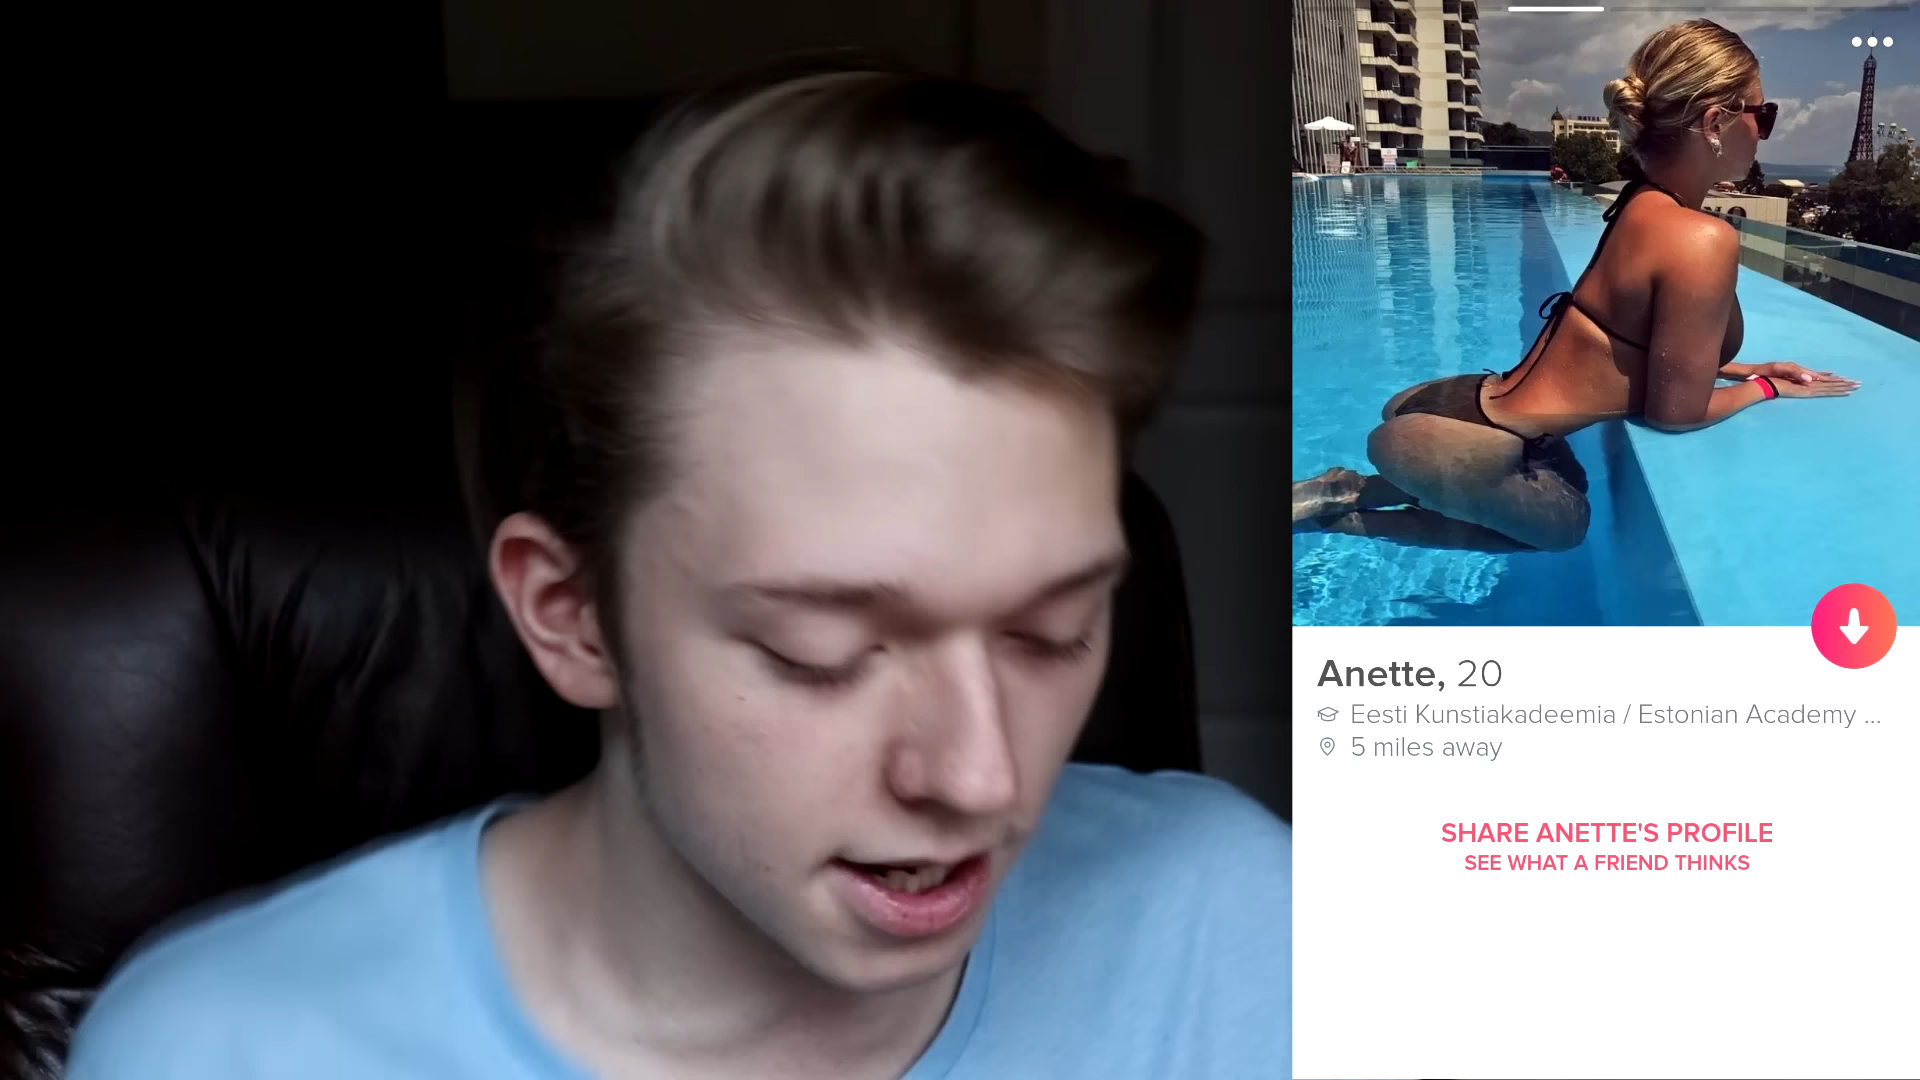 Anette, 20
Eesti Kunstiakadeemia / Estonian Academy ...
5 miles away
SHARE ANETTE'S PROFILE
SEE WHAT A FRIEND THINKS